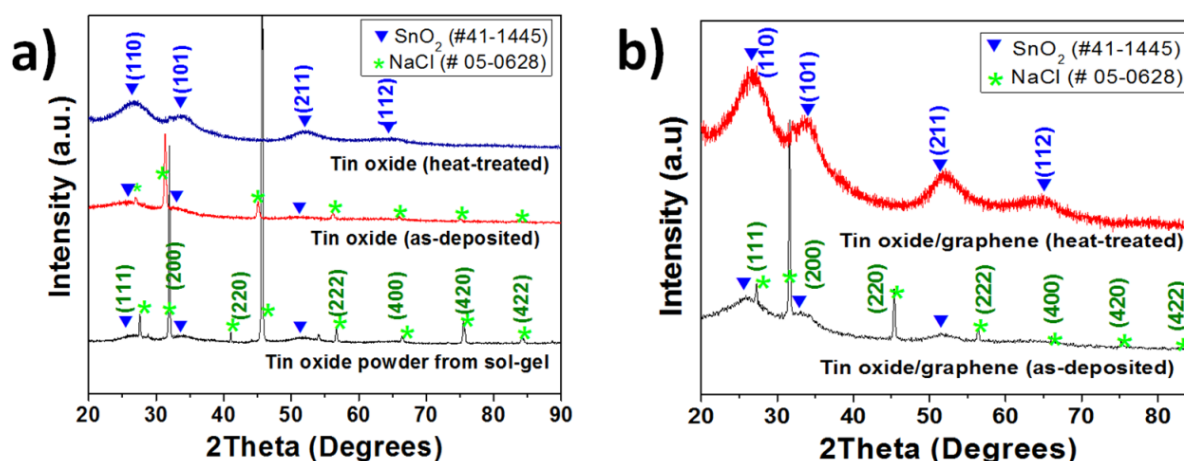 a)
SnO2 (#41-1445)
NaCl (# 05-0628)
(110)
(101)
(211)
(112)
Tin oxide (heat-treated)
Tin oxide (as-deposited)
(111)
(200)
(220)
(222)
(400)
(420)
(422)
Tin oxide powder from sol-gel
Intensity (a.u.)
20 30 40 50 60 70 80 90
2Theta (Degrees)
b)
SnO2 (#41-1445)
NaCl (# 05-0628)
(110)
(101)
(211)
(112)
Tin oxide/graphene (heat-treated)
(111)
(200)
(220)
(222)
(400)
(420)
(422)
Tin oxide/graphene (as-deposited)
Intensity (a.u)
20 30 40 50 60 70 80
2Theta (Degrees)